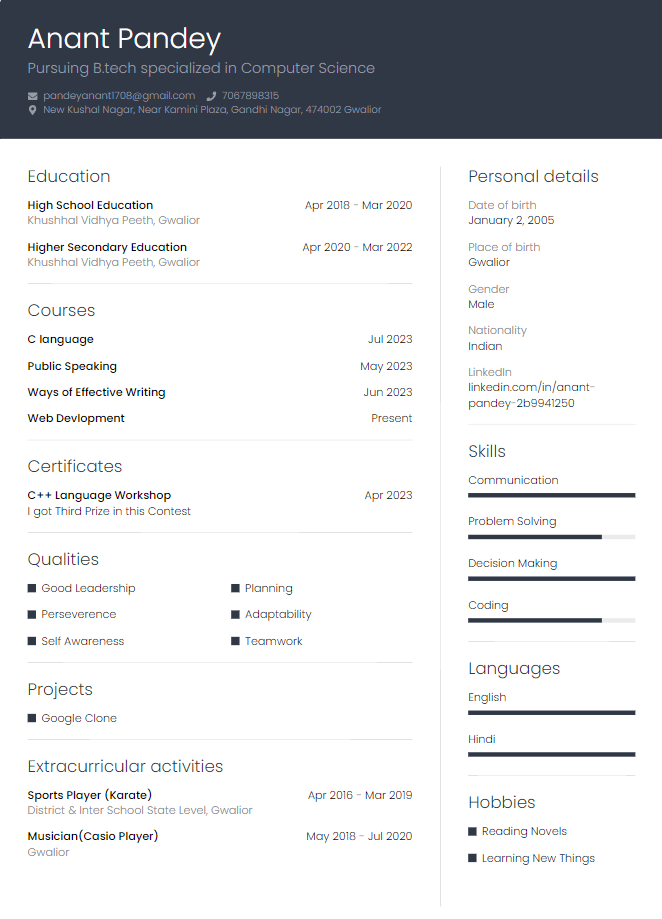 Anant Pandey
Pursuing B.tech specialized in Computer Science
pandeyanant1708@gmail.com 7067898315
New Kushal Nagar, Near Kamini Plaza, Gandhi Nagar, 474002 Gwalior
Education
High School Education Apr 2018 - Mar 2020
Khushhal Vidhya Peeth, Gwalior
Higher Secondary Education Apr 2020 - Mar 2022
Khushhal Vidhya Peeth, Gwalior
Courses
C language Jul 2023
Public Speaking May 2023
Ways of Effective Writing Jun 2023
Web Devlopment Present
Certificates
C++ Language Workshop Apr 2023
I got Third Prize in this Contest
Qualities
Good Leadership Planning
Perseverence Adaptability
Self Awareness Teamwork
Projects
Google Clone
Extracurricular activities
Sports Player (Karate) Apr 2016 - Mar 2019
District & Inter School State Level, Gwalior
Musician(Casio Player) May 2018 - Jul 2020
Gwalior
Personal details
Date of birth
January 2, 2005
Place of birth
Gwalior
Gender
Male
Nationality
Indian
LinkedIn
linkedin.com/in/anant-
pandey-2b9941250
Skills
Communication
Problem Solving
Decision Making
Coding
Languages
English
Hindi
Hobbies
Reading Novels
Learning New Things